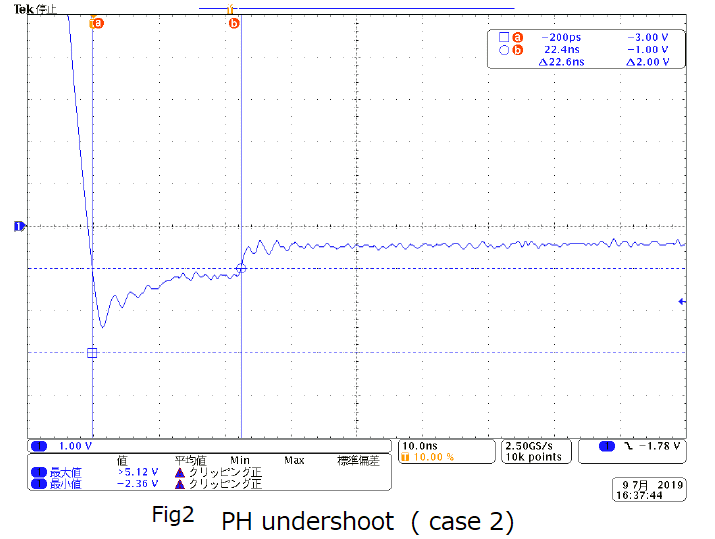 Tek 停止
a
b
a −200ps −3.00 V
b 22.4ns −1.00 V
Δ22.6ns Δ2.00 V
1
1 1.00 V
10.0ns
T 10.00 %
2.50GS/s
10k points
1 −1.78 V
値 平均値 Min Max 標準偏差
1 最大値 >5.12 V クリッピング正
1 最小値 −2.36 V クリッピング正
9 7月 2019
16:37:44
Fig2 PH undershoot ( case 2)